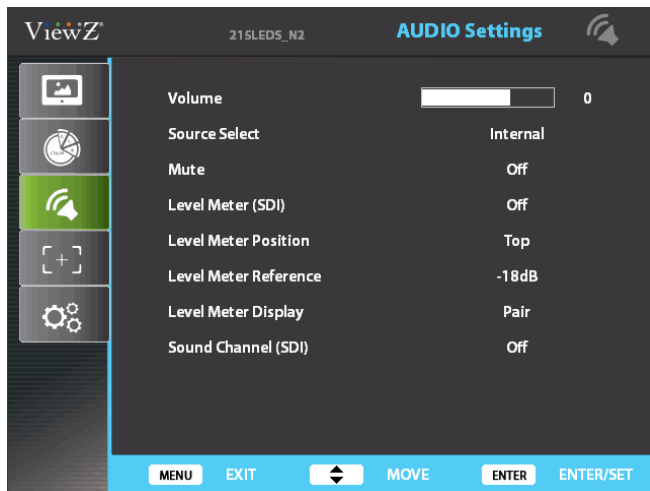 ViewZ 215LEDS_N2 AUDIO Settings
Volume 0
Source Select Internal
Mute Off
Level Meter (SDI) Off
Level Meter Position Top
Level Meter Reference -18dB
Level Meter Display Pair
Sound Channel (SDI) Off
MENU EXIT MOVE ENTER ENTER/SET